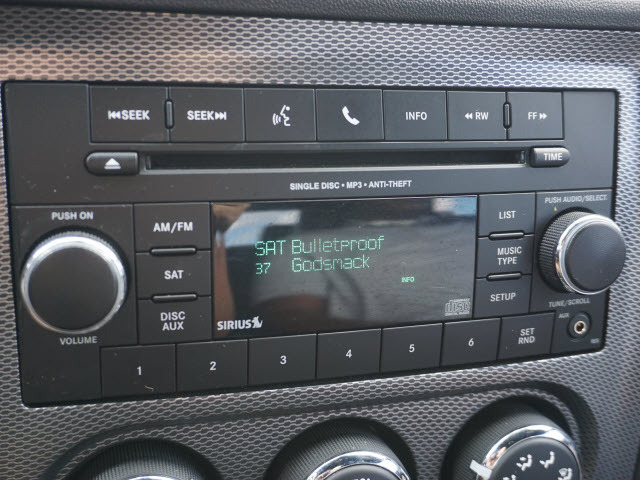 SEEK
SEEK
INFO
RW
FF
TIME
SINGLE DISC • MP3 • ANTI-THEFT
PUSH ON
VOLUME
AM/FM
SAT
DISC AUX
SAT Bulletproof
37 Godsmack
INFO
SIRIUS
LIST
MUSIC TYPE
SETUP
PUSH AUDIO/SELECT
TUNE/SCROLL
AUX
1 2 3 4 5 6
SET RND